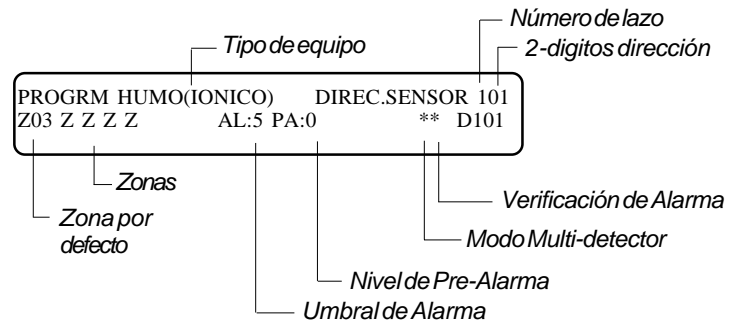 Número de lazo
Tipo de equipo
2-digitos dirección
PROGRM HUMO(IONICO) DIREC.SENSOR 101
Z03 Z Z Z Z AL:5 PA:0 ** D101
Zonas
Verificación de Alarma
Zona por
defecto
Modo Multi-detector
Nivel de Pre-Alarma
Umbral de Alarma